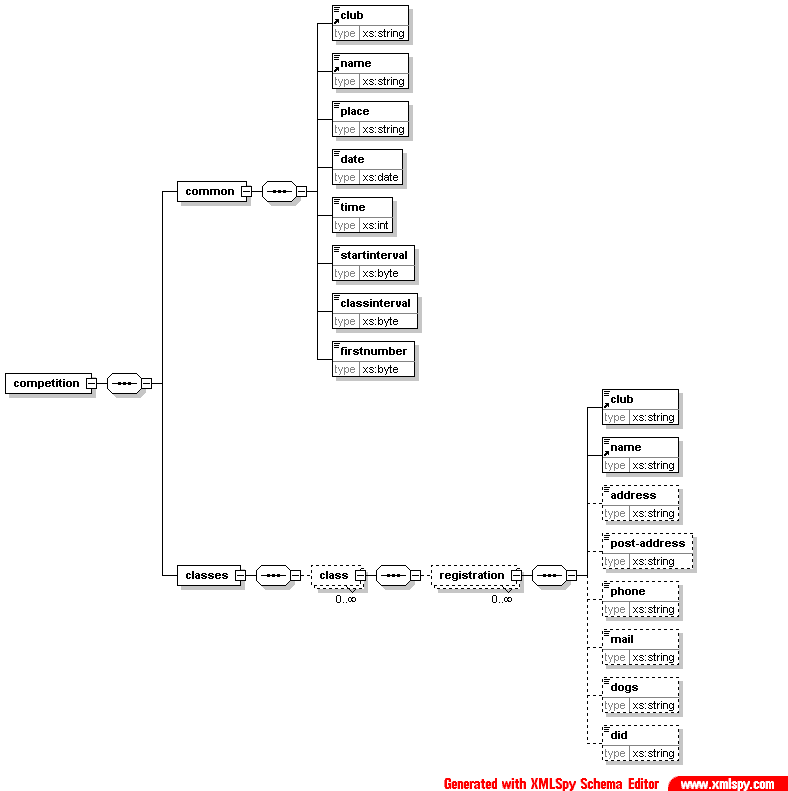 club
type xs:string
name
type xs:string
place
type xs:string
date
type xs:date
common
time
type xs:int
startinterval
type xs:byte
classinterval
type xs:byte
firstnumber
type xs:byte
competition
club
type xs:string
name
type xs:string
address
type xs:string
post-address
type xs:string
classes
class
registration
0..∞
0..∞
phone
type xs:string
mail
type xs:string
dogs
type xs:string
did
type xs:string
Generated with XMLSpy Schema Editor www.xmlspy.com